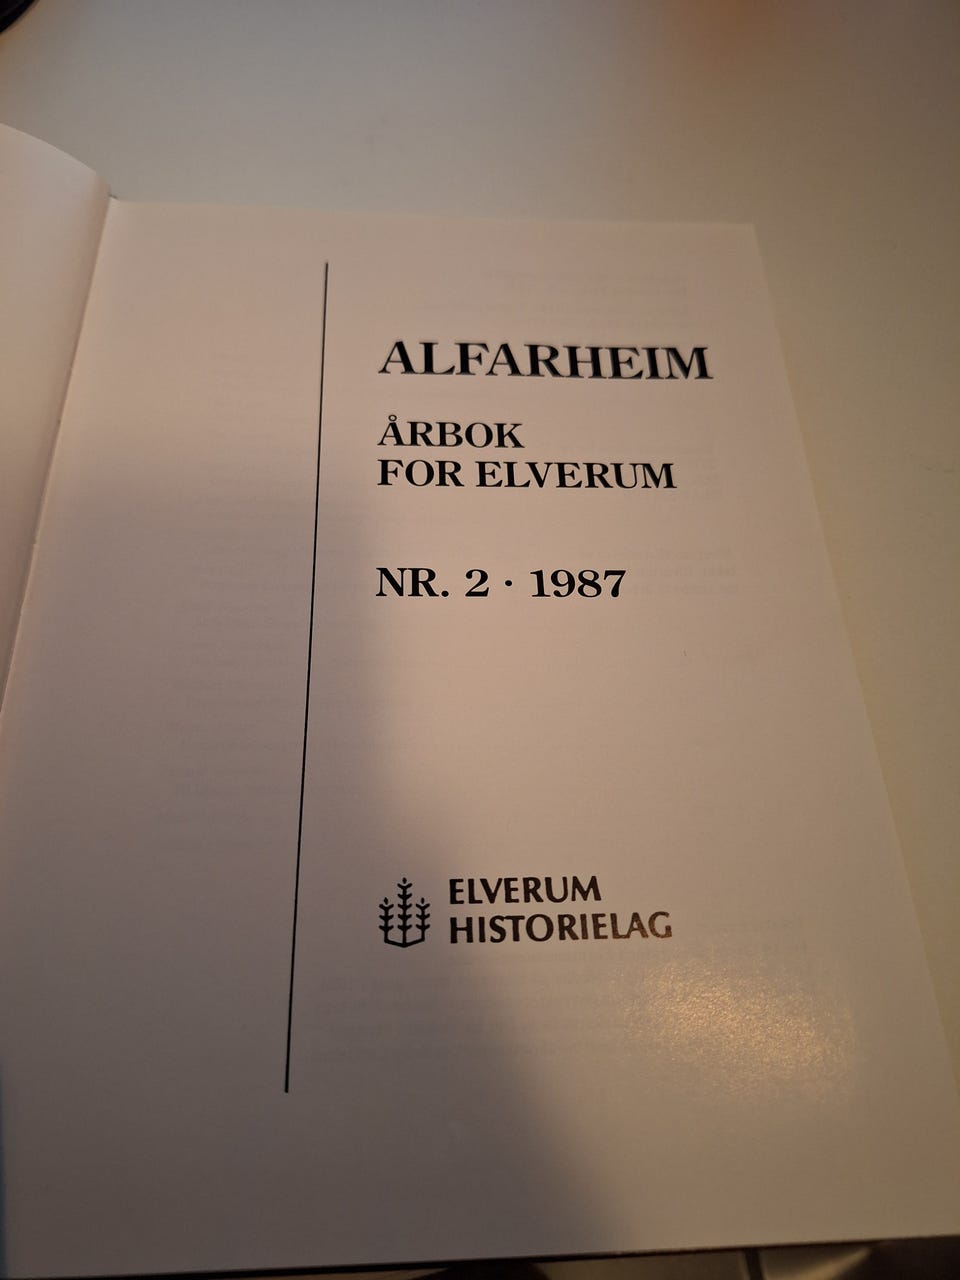 ALFARHEIM
ÅRBOK
FOR ELVERUM
NR. 2 · 1987
ELVERUM
HISTORIELAG